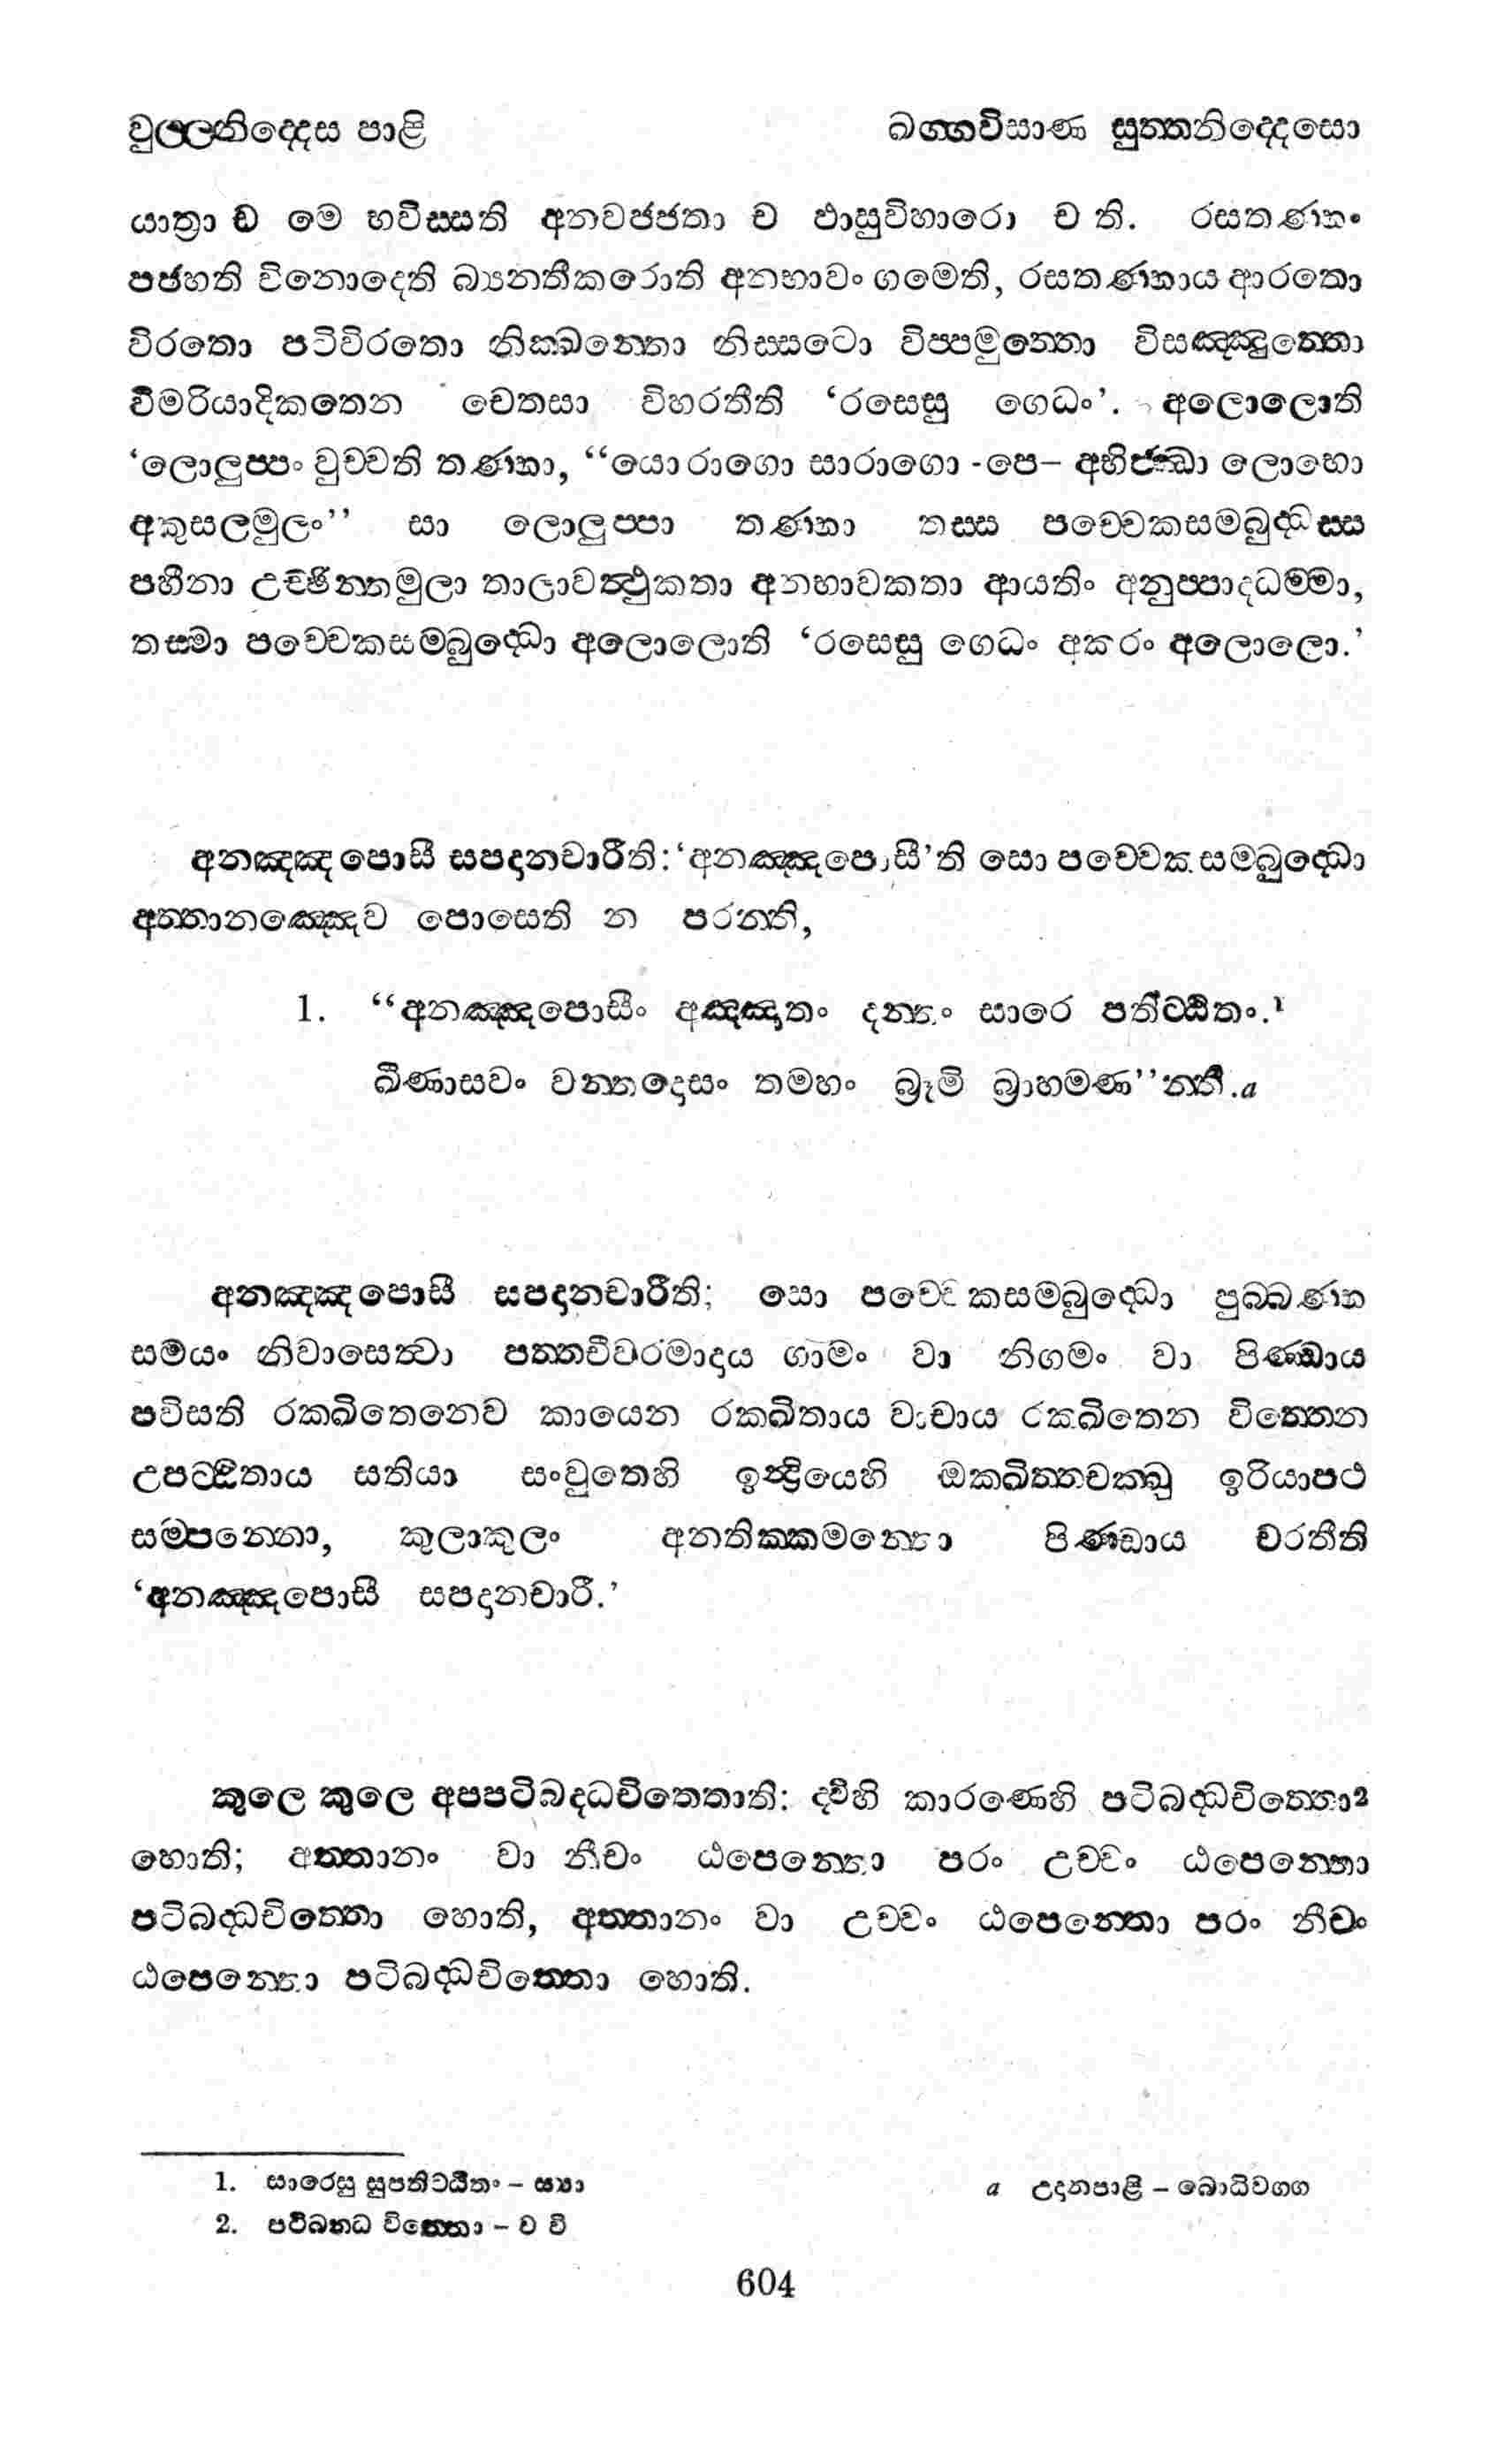 චුල්ලනිද්දෙස පාළි ඛග්ගවිසාණ සුත්තනිද්දෙසො
යාත්‍රා ච මෙ භවිස්සති අනවජ්ජතා ච ඵාසුවිහාරො ච ති. රසතණ්හං
පජහති විනොදෙති බ්‍යන්තීකරොති අනභාවං ගමෙති, රසතණ්හාය ආරතො
විරතො පටිවිරතො නික්ඛන්තො නිස්සටො විප්පමුත්තො විසඤ්ඤුත්තො
විමරියාදිකතෙන චෙතසා විහරතීති ‘රසෙසු ගෙධං’. අලොලොති
‘ලොලුප්පං වුච්චති තණ්හා, “යො රාගො සාරාගො -පෙ– අභිජ්ඣා ලොභො
අකුසලමූලං” සා ලොලුප්පා තණ්හා තස්ස පච්චෙකසම්බුද්ධස්ස
පහීනා උච්ඡින්නමූලා තාලාවත්ථුකතා අනභාවකතා ආයතිං අනුප්පාදධම්මා,
තස්මා පච්චෙකසම්බුද්ධො අලොලොති ‘රසෙසු ගෙධං අකරං අලොලො.’
අනඤ්ඤපොසී සපදානචාරීති: ‘අනඤ්ඤපොසී’ති සො පච්චෙකසම්බුද්ධො
අත්තානඤ්ඤෙව පොසෙති න පරන්ති,
1. “අනඤ්ඤපොසිං අඤ්ඤාතං දන්තං සාරෙ පතිට්ඨිතං.¹
ඛීණාසවං වන්තදොසං තමහං බ්‍රූමි බ්‍රාහ්මණ”න්ති.a
අනඤ්ඤපොසී සපදානචාරීති; සො පච්චෙකසම්බුද්ධො පුබ්බණ්හ
සමයං නිවාසෙත්වා පත්තචීවරමාදාය ගාමං වා නිගමං වා පිණ්ඩාය
පවිසති රක්ඛිතෙනෙව කායෙන රක්ඛිතාය වාචාය රක්ඛිතෙන චිත්තෙන
උපට්ඨිතාය සතියා සංවුතෙහි ඉන්ද්‍රියෙහි ඔක්ඛිත්තචක්ඛු ඉරියාපථ
සම්පන්නො, කුලාකුලං අනතික්කමන්තො පිණ්ඩාය චරතීති
‘අනඤ්ඤපොසී සපදානචාරී.’
කුලෙ කුලෙ අප්පටිබද්ධචිත්තොති: ද්වීහි කාරණෙහි පටිබද්ධචිත්තො²
හොති; අත්තානං වා නීචං ඨපෙන්තො පරං උච්චං ඨපෙන්තො
පටිබද්ධචිත්තො හොති, අත්තානං වා උච්චං ඨපෙන්තො පරං නීචං
ඨපෙන්තො පටිබද්ධචිත්තො හොති.
1. සාරෙසු සුපතිට්ඨිතං – ස්‍යා a උදානපාළි – බොධිවග්ග
2. පටිබන්ධ චිත්තො – ව වි
604